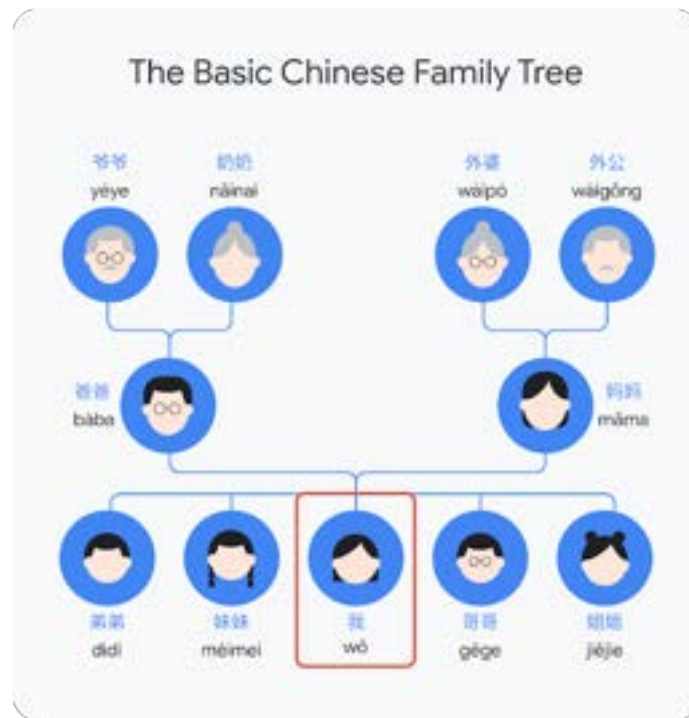 The Basic Chinese Family Tree
爷爷
yéye
奶奶
nǎinai
外婆
wàipó
外公
wàigōng
爸爸
bàba
妈妈
māma
弟弟
dìdi
妹妹
mèimei
我
wǒ
哥哥
gēge
姐姐
jiějie